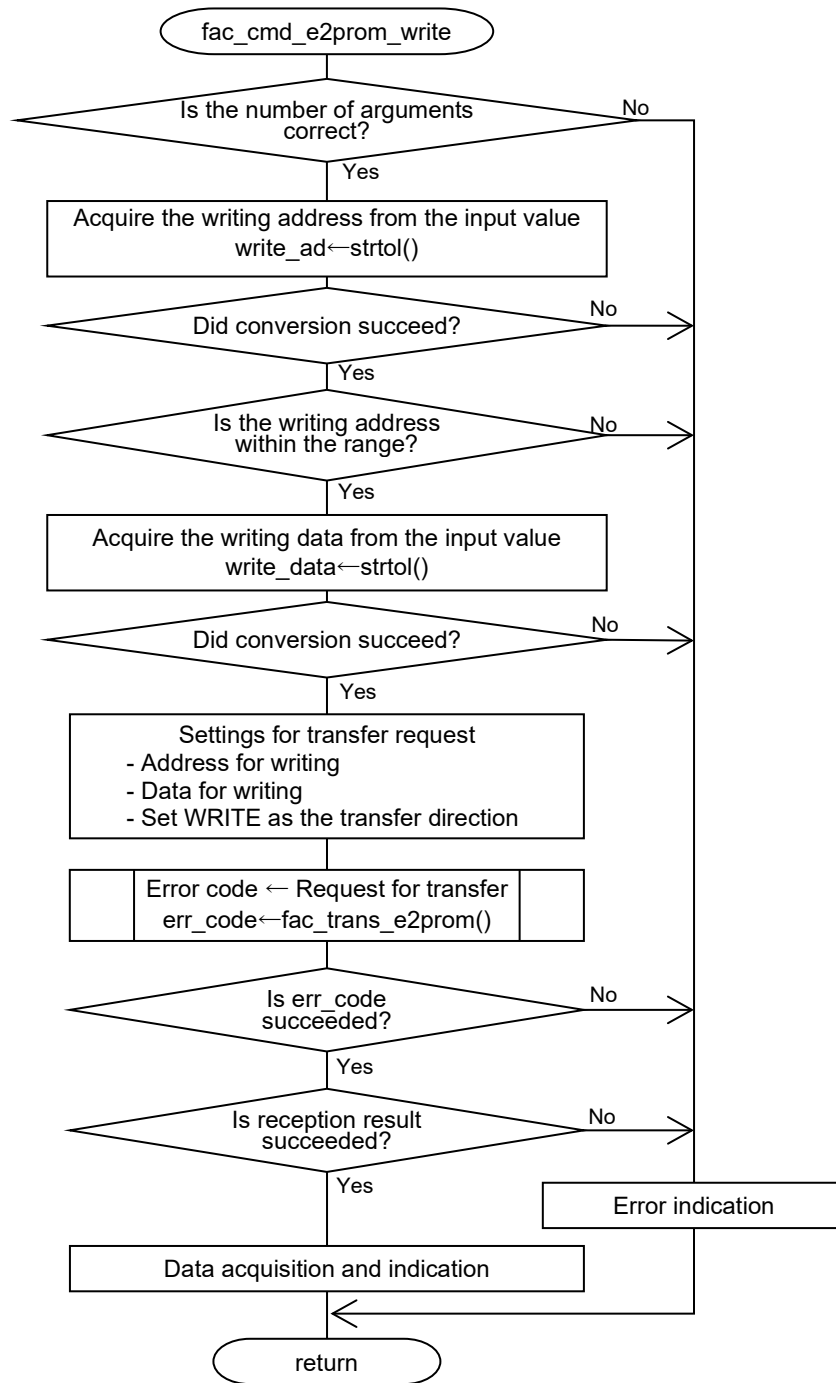 fac_cmd_e2prom_write
Is the number of arguments
correct?
No
Yes
Acquire the writing address from the input value
write_ad←strtol()
Did conversion succeed?
No
Yes
Is the writing address
within the range?
No
Yes
Acquire the writing data from the input value
write_data←strtol()
Did conversion succeed?
No
Yes
Settings for transfer request
- Address for writing
- Data for writing
- Set WRITE as the transfer direction
Error code ← Request for transfer
err_code←fac_trans_e2prom()
Is err_code
succeeded?
No
Yes
Is reception result
succeeded?
No
Yes
Error indication
Data acquisition and indication
return